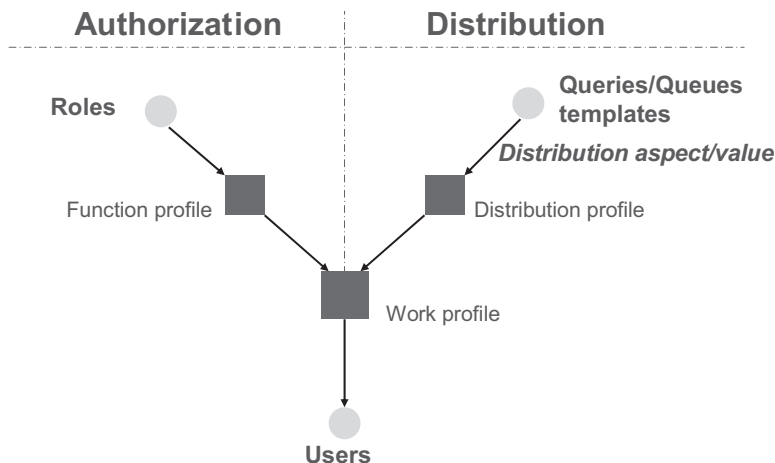 Authorization
Distribution
Roles
Queries/Queues
templates
Distribution aspect/value
Function profile
Distribution profile
Work profile
Users